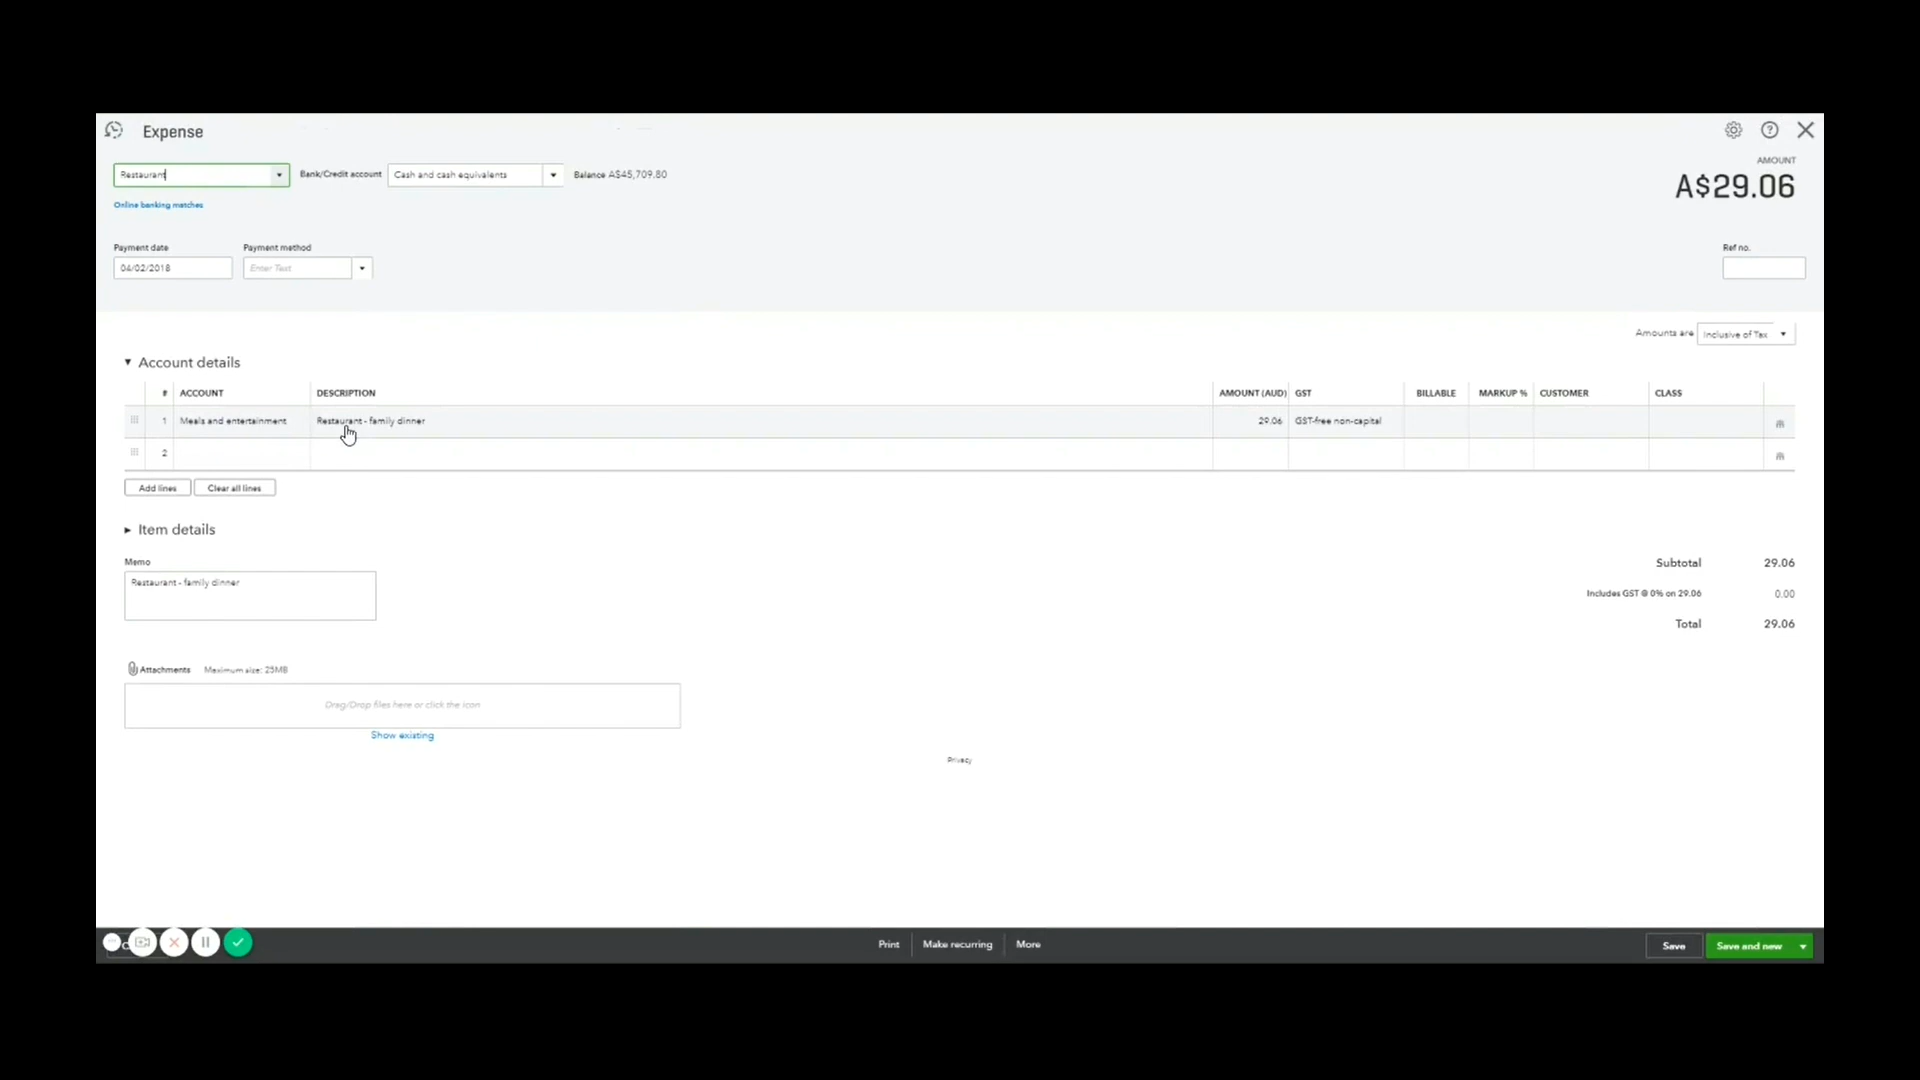 Expense
AMOUNT
Restaurant Bank/Credit account Cash and cash equivalents Balance A$45,709.80 A$29.06
Online banking matches
Payment date Payment method Ref no.
04/02/2018 Enter Text
Amounts are Inclusive of Tax
Account details
# ACCOUNT DESCRIPTION AMOUNT (AUD) GST BILLABLE MARKUP % CUSTOMER CLASS
1 Meals and entertainment Restaurant - family dinner 29.06 GST-free non-capital
2
Add lines Clear all lines
Item details
Memo Subtotal 29.06
Restaurant - family dinner
Includes GST @ 0% on 29.06 0.00
Total 29.06
Attachments Maximum size: 25MB
Drag/Drop files here or click the icon
Show existing
Privacy
Print Make recurring More Save Save and new